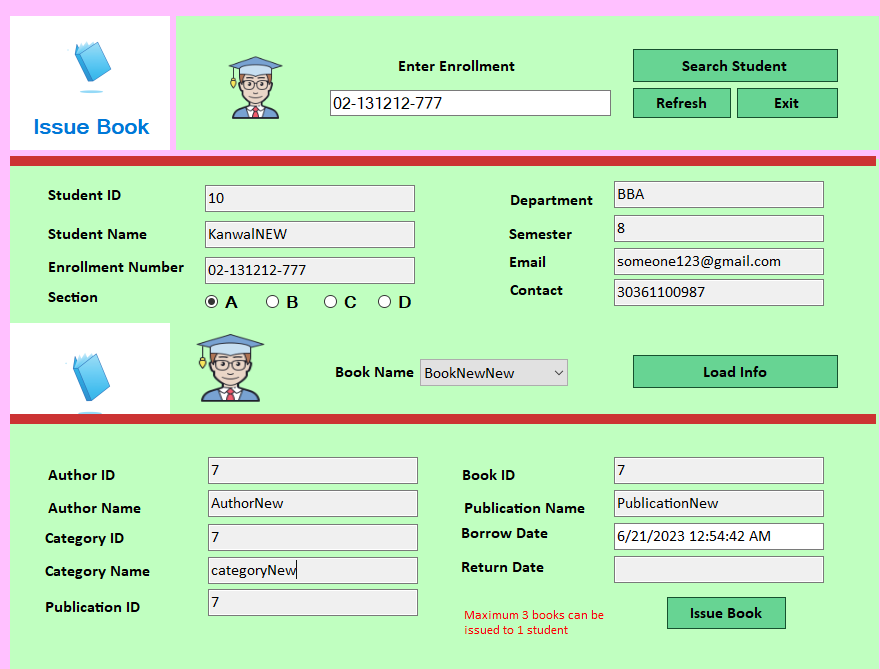 Issue Book
Enter Enrollment
02-131212-777
Search Student
Refresh
Exit
Student ID
10
Student Name
KanwalNEW
Enrollment Number
02-131212-777
Section
A
B
C
D
Department
BBA
Semester
8
Email
someone123@gmail.com
Contact
30361100987
Book Name
BookNewNew
Load Info
Author ID
7
Author Name
AuthorNew
Category ID
7
Category Name
categoryNew
Publication ID
7
Book ID
7
Publication Name
PublicationNew
Borrow Date
6/21/2023 12:54:42 AM
Return Date
Maximum 3 books can be
issued to 1 student
Issue Book